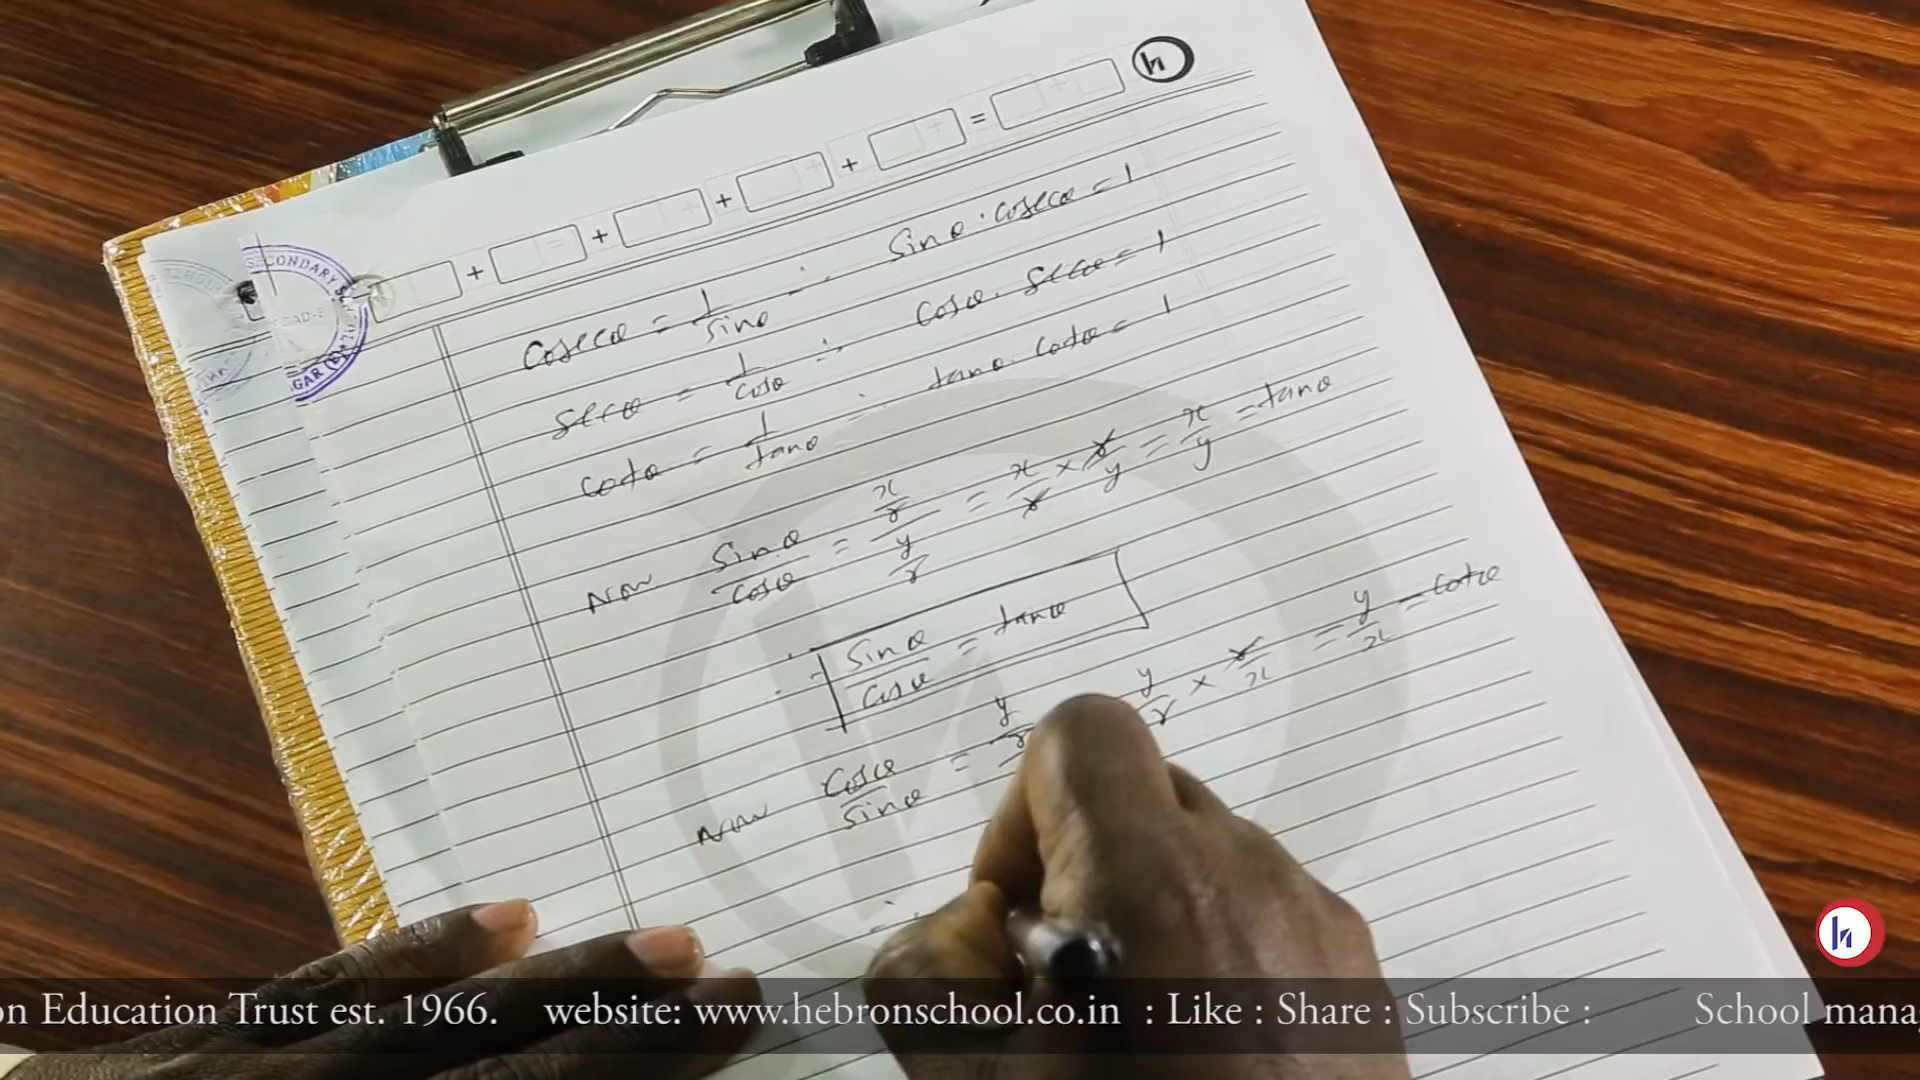 + + + + =
SECONDARY
GAR
cosecθ = 1/sinθ ∴ sinθ · cosecθ = 1
secθ = 1/cosθ ∴ cosθ · secθ = 1
cotθ = 1/tanθ ∴ tanθ · cotθ = 1
Now sinθ/cosθ = (x/r)/(y/r) = x/r × r/y = x/y = tanθ
∴ sinθ/cosθ = tanθ
Now cosθ/sinθ = y/r y/r × r/x = y/x = cotθ
∴
on Education Trust est. 1966. website: www.hebronschool.co.in : Like : Share : Subscribe : School mana